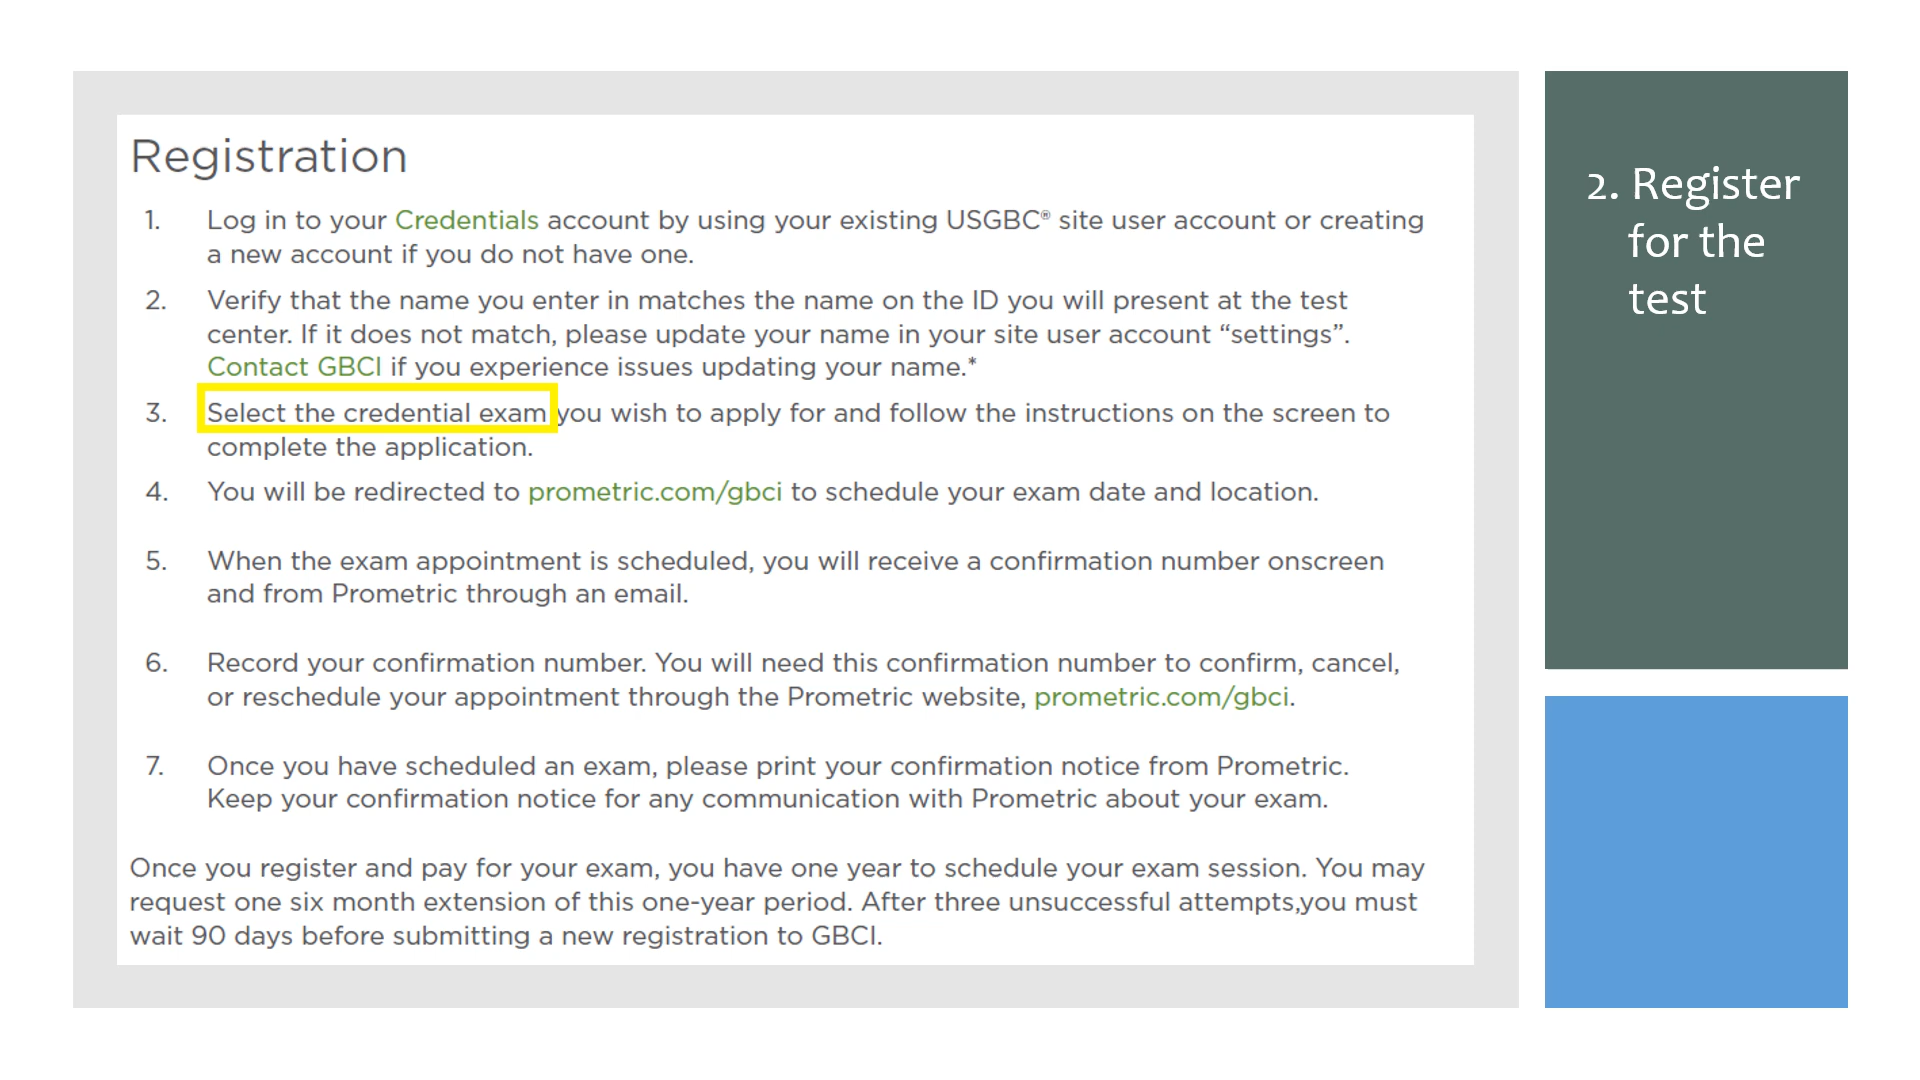 Registration
1. Log in to your Credentials account by using your existing USGBC® site user account or creating
a new account if you do not have one.
2. Verify that the name you enter in matches the name on the ID you will present at the test
center. If it does not match, please update your name in your site user account “settings”.
Contact GBCI if you experience issues updating your name.*
3. Select the credential exam you wish to apply for and follow the instructions on the screen to
complete the application.
4. You will be redirected to prometric.com/gbci to schedule your exam date and location.
5. When the exam appointment is scheduled, you will receive a confirmation number onscreen
and from Prometric through an email.
6. Record your confirmation number. You will need this confirmation number to confirm, cancel,
or reschedule your appointment through the Prometric website, prometric.com/gbci.
7. Once you have scheduled an exam, please print your confirmation notice from Prometric.
Keep your confirmation notice for any communication with Prometric about your exam.
Once you register and pay for your exam, you have one year to schedule your exam session. You may
request one six month extension of this one-year period. After three unsuccessful attempts,you must
wait 90 days before submitting a new registration to GBCI.
2. Register
for the
test